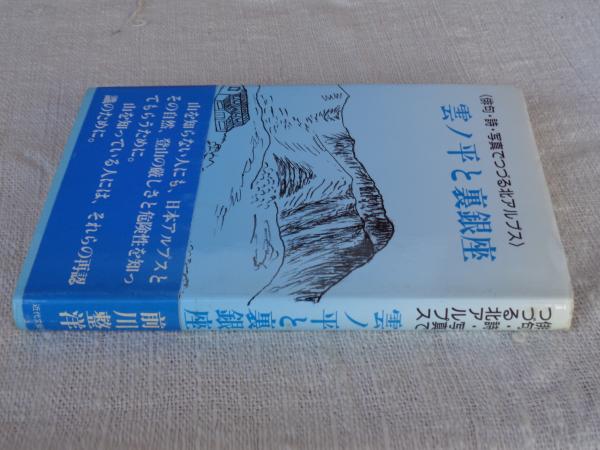 〈俳句・詩・写真でつづる北アルプス〉
雲ノ平と裏銀座
山を知らない人にも、日本アルプスと
その自然、登山の厳しさと危険性を知っ
てもらうために。
山を知っている人には、それらの再認
識のために。
俳句・詩・写真で
つづる北アルプス
雲ノ平と裏銀座
前川整洋